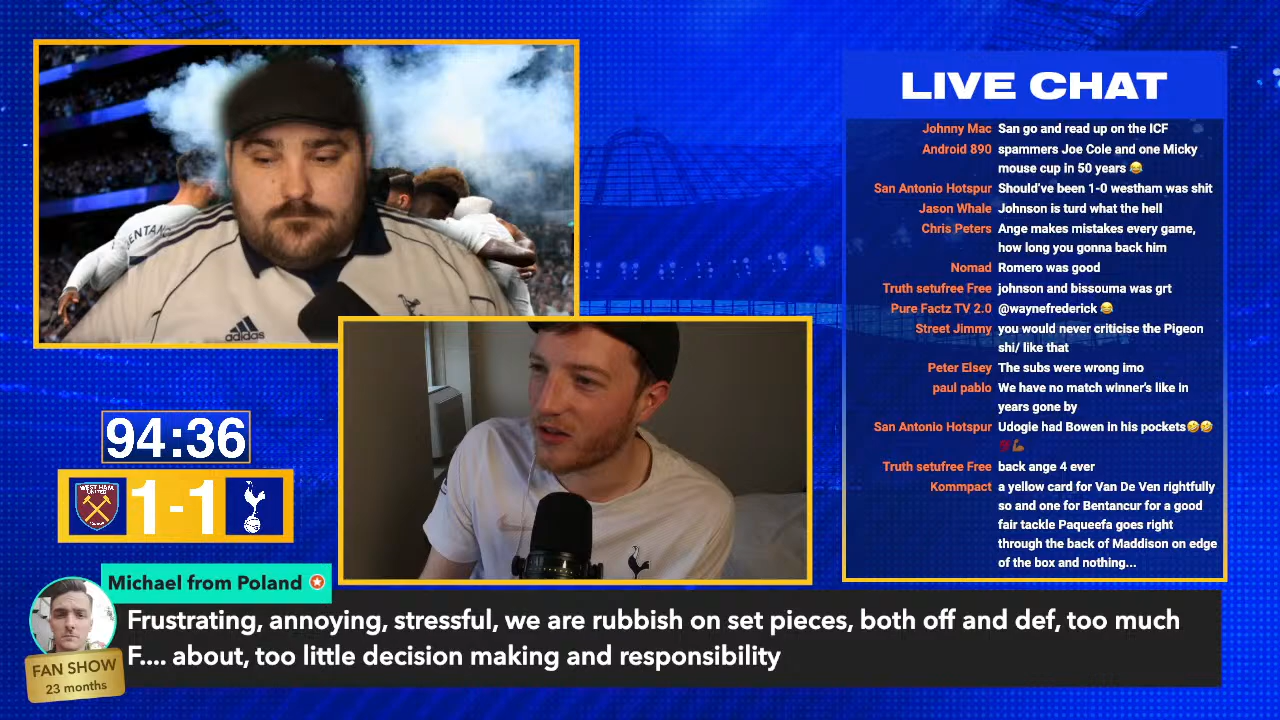 BENTANC
adidas
LIVE CHAT
Johnny Mac San go and read up on the ICF
Android 890 spammers Joe Cole and one Micky
mouse cup in 50 years 😂
San Antonio Hotspur Should've been 1-0 westham was shit
Jason Whale Johnson is turd what the hell
Chris Peters Ange makes mistakes every game,
how long you gonna back him
Nomad Romero was good
Truth setufree Free johnson and bissouma was grt
Pure Factz TV 2.0 @waynefrederick 😂
Street Jimmy you would never criticise the Pigeon
shi/ like that
Peter Elsey The subs were wrong imo
paul pablo We have no match winner's like in
years gone by
San Antonio Hotspur Udogie had Bowen in his pockets🤣🤣
💯💪🏾
Truth setufree Free back ange 4 ever
Kommpact a yellow card for Van De Ven rightfully
so and one for Bentancur for a good
fair tackle Paqueefa goes right
through the back of Maddison on edge
of the box and nothing...
94:36
WEST HAM
UNITED
1-1
Michael from Poland
Frustrating, annoying, stressful, we are rubbish on set pieces, both off and def, too much
F.... about, too little decision making and responsibility
FAN SHOW
23 months